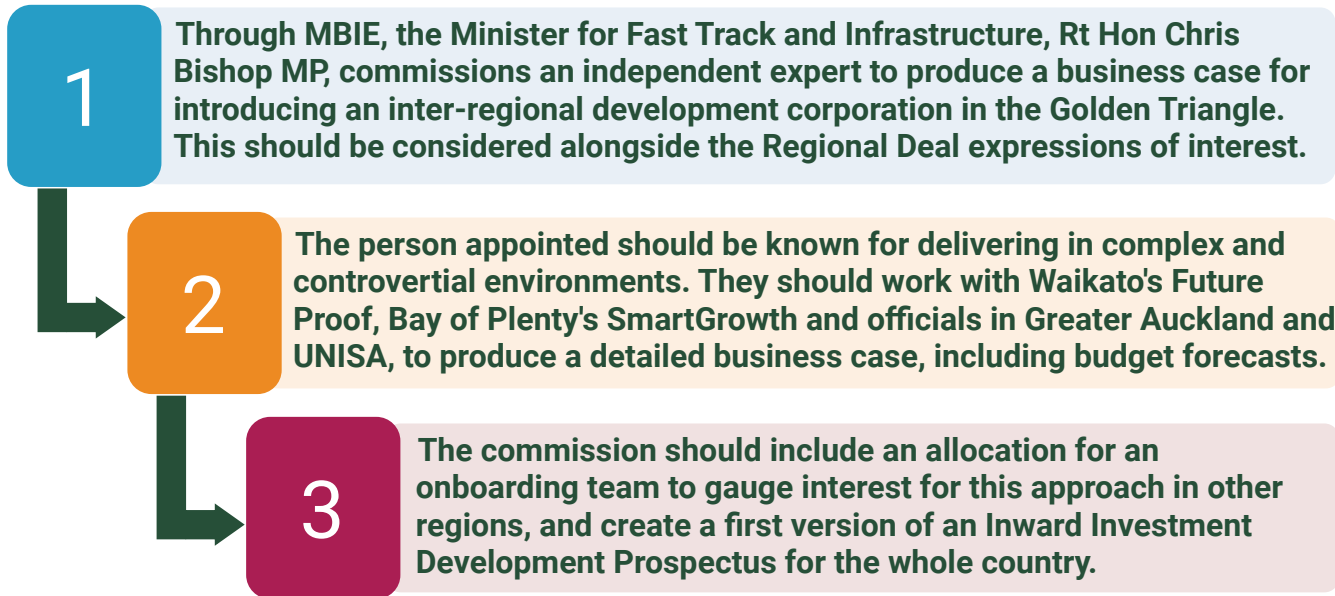 1
Through MBIE, the Minister for Fast Track and Infrastructure, Rt Hon Chris
Bishop MP, commissions an independent expert to produce a business case for
introducing an inter-regional development corporation in the Golden Triangle.
This should be considered alongside the Regional Deal expressions of interest.
2
The person appointed should be known for delivering in complex and
controvertial environments. They should work with Waikato's Future
Proof, Bay of Plenty's SmartGrowth and officials in Greater Auckland and
UNISA, to produce a detailed business case, including budget forecasts.
3
The commission should include an allocation for an
onboarding team to gauge interest for this approach in other
regions, and create a first version of an Inward Investment
Development Prospectus for the whole country.